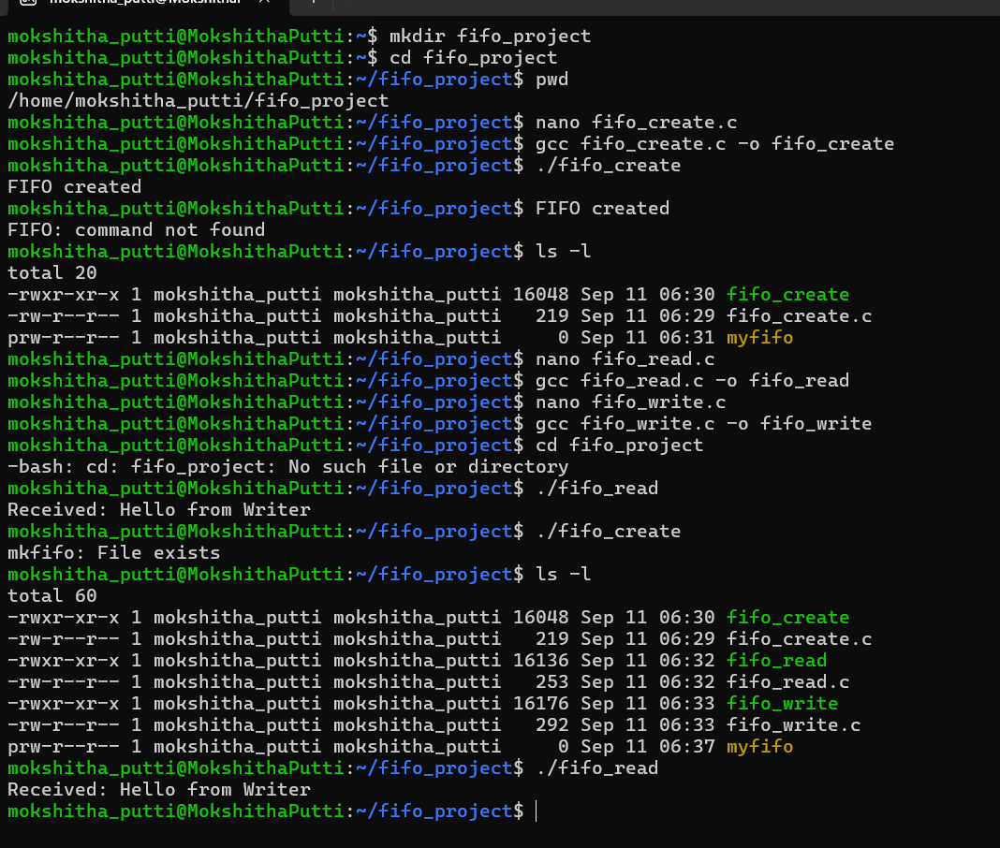 mokshitha_putti@MokshithaPutti:~$ mkdir fifo_project
mokshitha_putti@MokshithaPutti:~$ cd fifo_project
mokshitha_putti@MokshithaPutti:~/fifo_project$ pwd
/home/mokshitha_putti/fifo_project
mokshitha_putti@MokshithaPutti:~/fifo_project$ nano fifo_create.c
mokshitha_putti@MokshithaPutti:~/fifo_project$ gcc fifo_create.c -o fifo_create
mokshitha_putti@MokshithaPutti:~/fifo_project$ ./fifo_create
FIFO created
mokshitha_putti@MokshithaPutti:~/fifo_project$ FIFO created
FIFO: command not found
mokshitha_putti@MokshithaPutti:~/fifo_project$ ls -l
total 20
-rwxr-xr-x 1 mokshitha_putti mokshitha_putti 16048 Sep 11 06:30 fifo_create
-rw-r--r-- 1 mokshitha_putti mokshitha_putti   219 Sep 11 06:29 fifo_create.c
prw-r--r-- 1 mokshitha_putti mokshitha_putti     0 Sep 11 06:31 myfifo
mokshitha_putti@MokshithaPutti:~/fifo_project$ nano fifo_read.c
mokshitha_putti@MokshithaPutti:~/fifo_project$ gcc fifo_read.c -o fifo_read
mokshitha_putti@MokshithaPutti:~/fifo_project$ nano fifo_write.c
mokshitha_putti@MokshithaPutti:~/fifo_project$ gcc fifo_write.c -o fifo_write
mokshitha_putti@MokshithaPutti:~/fifo_project$ cd fifo_project
-bash: cd: fifo_project: No such file or directory
mokshitha_putti@MokshithaPutti:~/fifo_project$ ./fifo_read
Received: Hello from Writer
mokshitha_putti@MokshithaPutti:~/fifo_project$ ./fifo_create
mkfifo: File exists
mokshitha_putti@MokshithaPutti:~/fifo_project$ ls -l
total 60
-rwxr-xr-x 1 mokshitha_putti mokshitha_putti 16048 Sep 11 06:30 fifo_create
-rw-r--r-- 1 mokshitha_putti mokshitha_putti   219 Sep 11 06:29 fifo_create.c
-rwxr-xr-x 1 mokshitha_putti mokshitha_putti 16136 Sep 11 06:32 fifo_read
-rw-r--r-- 1 mokshitha_putti mokshitha_putti   253 Sep 11 06:32 fifo_read.c
-rwxr-xr-x 1 mokshitha_putti mokshitha_putti 16176 Sep 11 06:33 fifo_write
-rw-r--r-- 1 mokshitha_putti mokshitha_putti   292 Sep 11 06:33 fifo_write.c
prw-r--r-- 1 mokshitha_putti mokshitha_putti     0 Sep 11 06:37 myfifo
mokshitha_putti@MokshithaPutti:~/fifo_project$ ./fifo_read
Received: Hello from Writer
mokshitha_putti@MokshithaPutti:~/fifo_project$